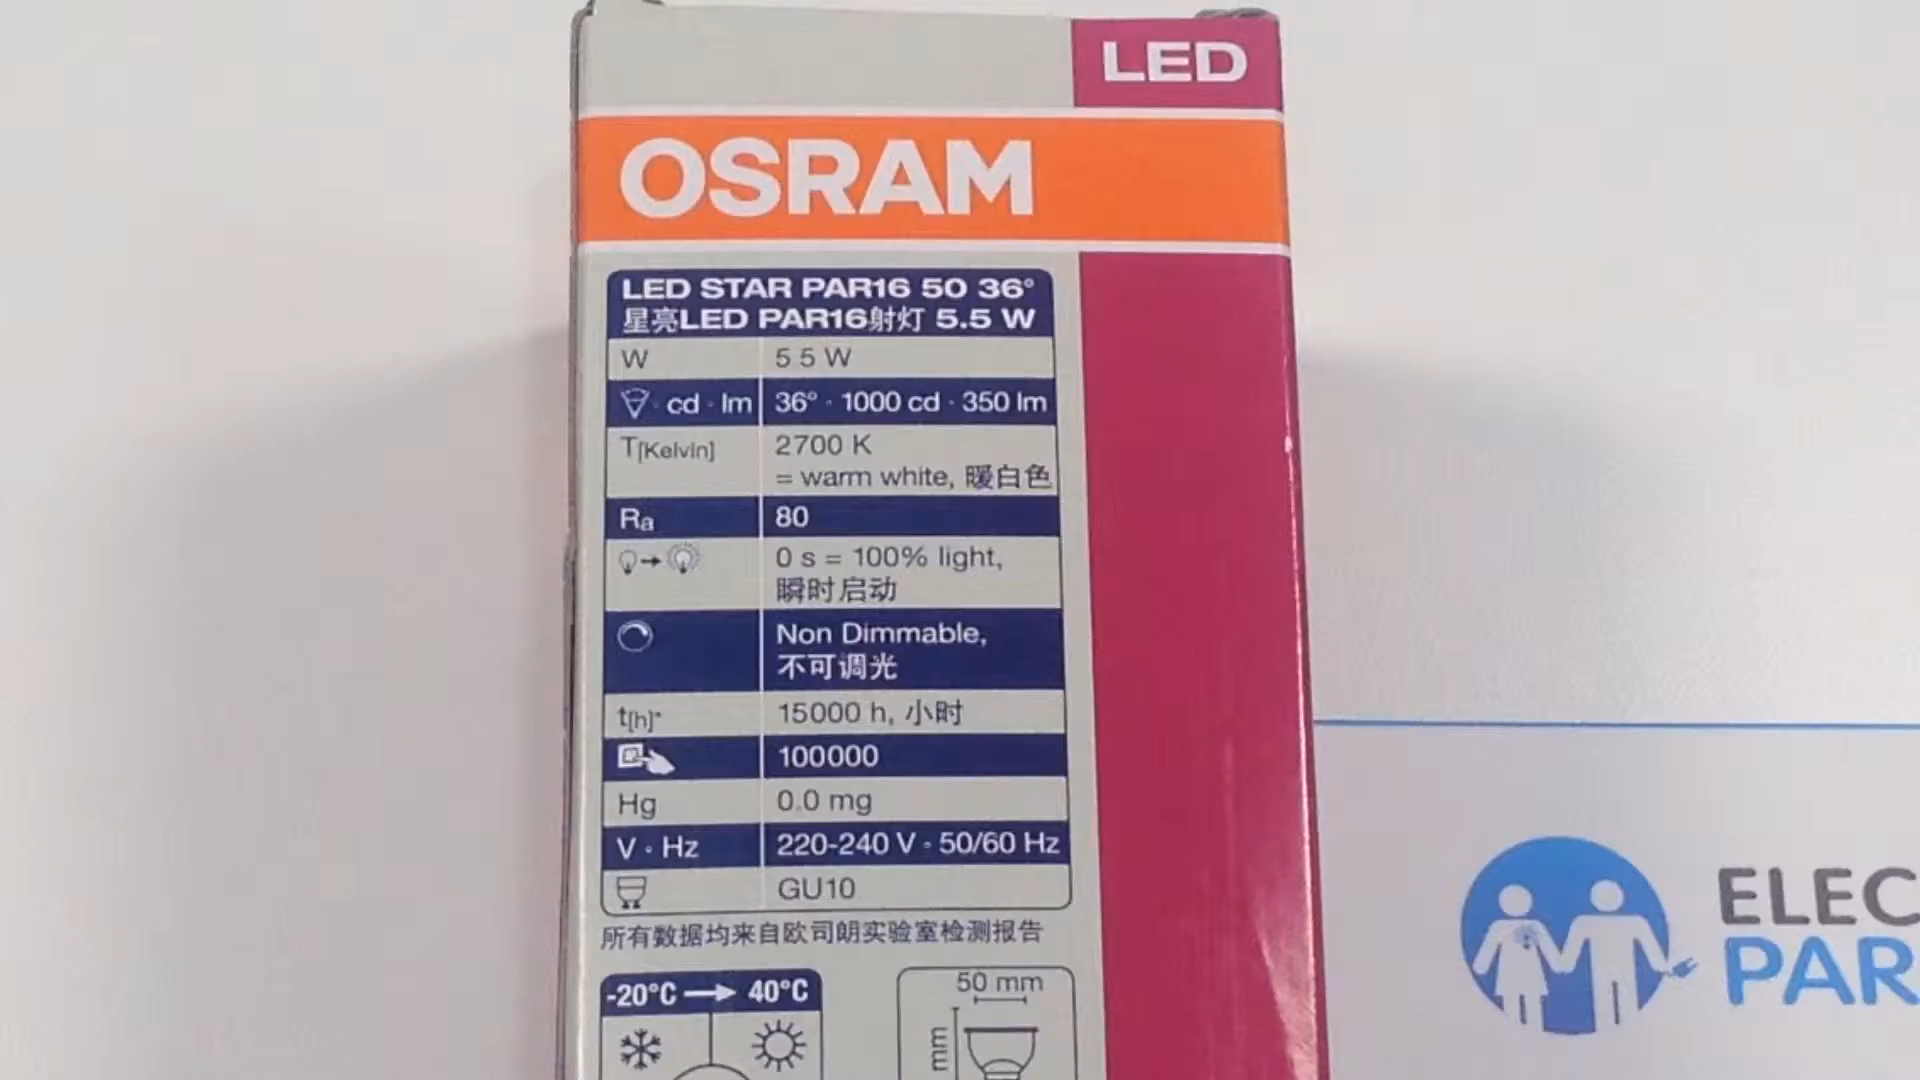 LED
OSRAM
LED STAR PAR16 50 36°
星亮LED PAR16射灯 5.5 W
W 5 5 W
cd · lm 36° · 1000 cd · 350 lm
T[Kelvin] 2700 K
= warm white, 暖白色
Ra 80
0 s = 100% light,
瞬时启动
Non Dimmable,
不可调光
t[h]* 15000 h, 小时
100000
Hg 0.0 mg
V · Hz 220-240 V · 50/60 Hz
GU10
所有数据均来自欧司朗实验室检测报告
-20°C → 40°C
50 mm
mm
ELEC
PAR